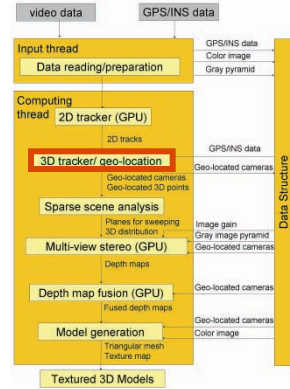 video data
GPS/INS data
Input thread
Data reading/preparation
GPS/INS data
Color image
Gray pyramid
Computing
thread
2D tracker (GPU)
2D tracks
3D tracker/ geo-location
GPS/INS data
Geo-located cameras
Geo-located cameras
Geo-located 3D points
Sparse scene analysis
Planes for sweeping
3D distribution
Image gain
Gray image pyramid
Geo-located cameras
Multi-view stereo (GPU)
Depth maps
Depth map fusion (GPU)
Geo-located cameras
Fused depth maps
Model generation
Geo-located cameras
Color image
Triangular mesh
Texture map
Textured 3D Models
Data Structure